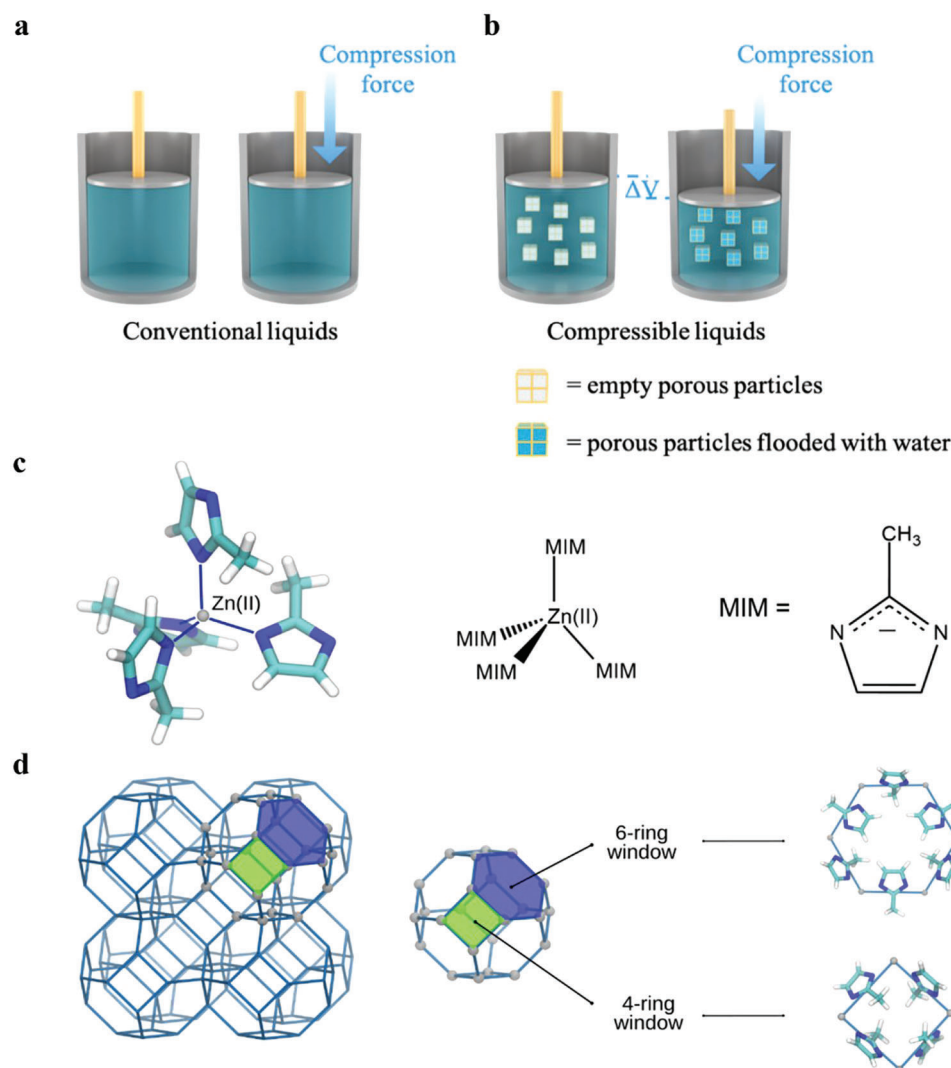 a
Compression
force
Conventional liquids
b
Compression
force
ΔV
Compressible liquids
= empty porous particles
= porous particles flooded with water
c
Zn(II)
MIM
Zn(II)
MIM
MIM
MIM
MIM =
CH3
N
N
−
d
6-ring
window
4-ring
window